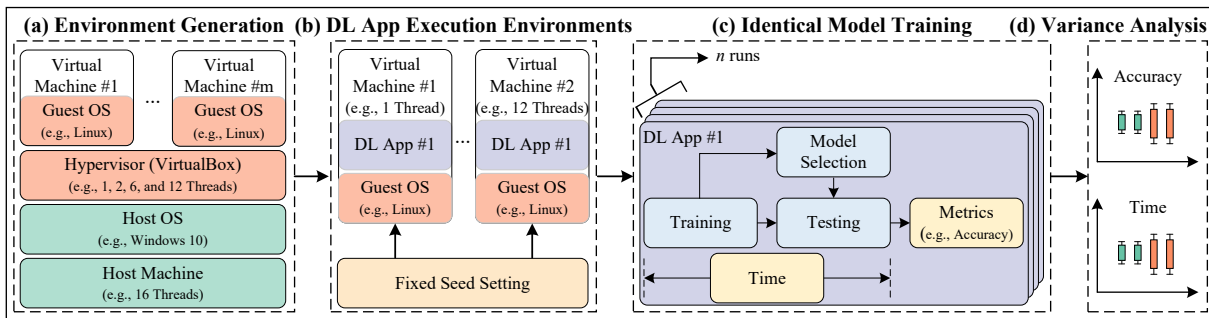 (a) Environment Generation
Virtual
Machine #1
...
Virtual
Machine #m
Guest OS
(e.g., Linux)
Guest OS
(e.g., Linux)
Hypervisor (VirtualBox)
(e.g., 1, 2, 6, and 12 Threads)
Host OS
(e.g., Windows 10)
Host Machine
(e.g., 16 Threads)
(b) DL App Execution Environments
Virtual
Machine #1
(e.g., 1 Thread)
DL App #1
Guest OS
(e.g., Linux)
...
Virtual
Machine #2
(e.g., 12 Threads)
DL App #1
Guest OS
(e.g., Linux)
Fixed Seed Setting
(c) Identical Model Training
n runs
DL App #1
Model
Selection
Training
Testing
Metrics
(e.g., Accuracy)
Time
(d) Variance Analysis
Accuracy
Time